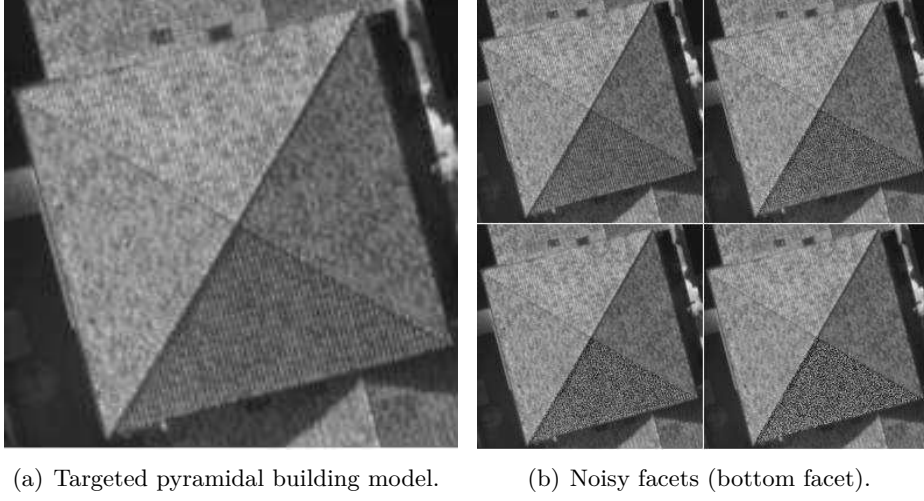 (a) Targeted pyramidal building model.
(b) Noisy facets (bottom facet).